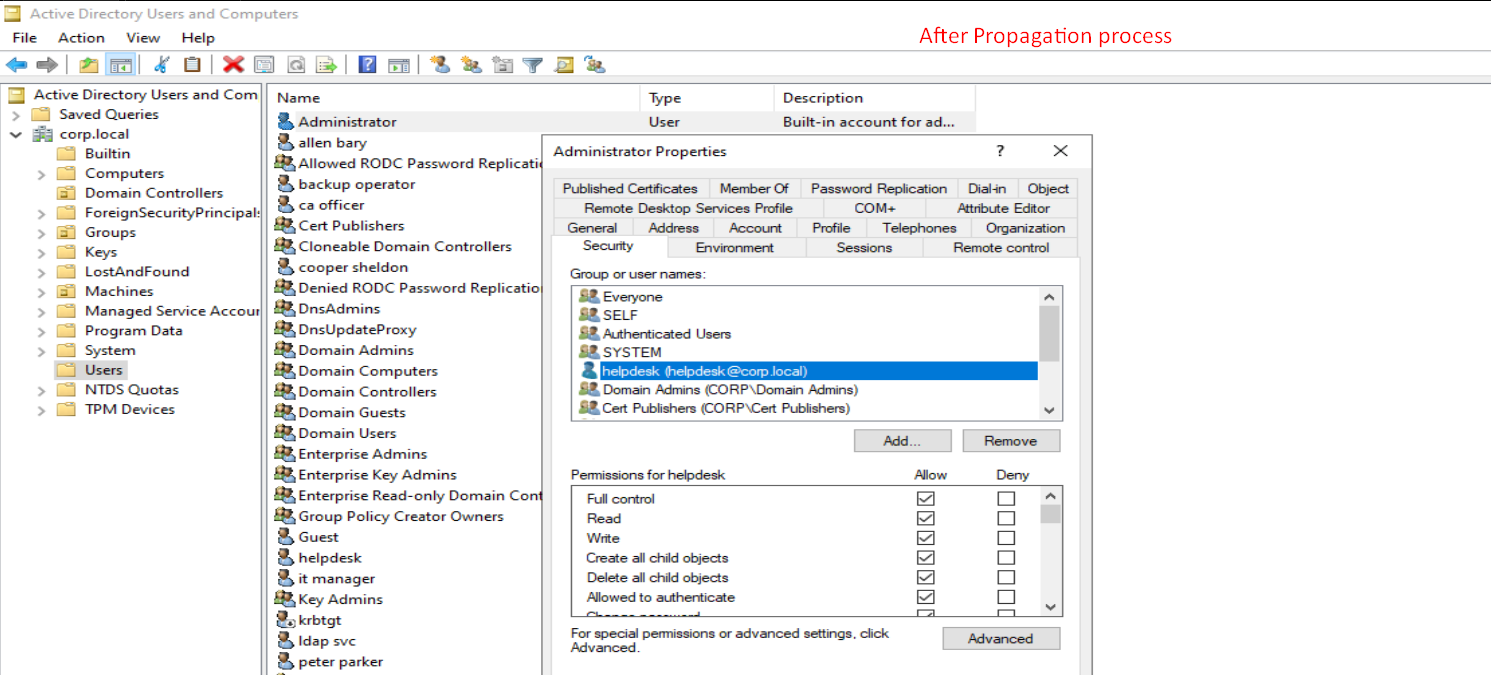 Active Directory Users and Computers
File Action View Help
After Propagation process
Active Directory Users and Com
Saved Queries
corp.local
Builtin
Computers
Domain Controllers
ForeignSecurityPrincipals
Groups
Keys
LostAndFound
Machines
Managed Service Accour
Program Data
System
Users
NTDS Quotas
TPM Devices
Name Type Description
Administrator User Built-in account for ad...
allen bary
Allowed RODC Password Replicatio
backup operator
ca officer
Cert Publishers
Cloneable Domain Controllers
cooper sheldon
Denied RODC Password Replicatio
DnsAdmins
DnsUpdateProxy
Domain Admins
Domain Computers
Domain Controllers
Domain Guests
Domain Users
Enterprise Admins
Enterprise Key Admins
Enterprise Read-only Domain Cont
Group Policy Creator Owners
Guest
helpdesk
it manager
Key Admins
krbtgt
ldap svc
peter parker
Administrator Properties ? 
Published Certificates Member Of Password Replication Dial-in Object
Remote Desktop Services Profile COM+ Attribute Editor
General Address Account Profile Telephones Organization
Security Environment Sessions Remote control
Group or user names:
Everyone
SELF
Authenticated Users
SYSTEM
helpdesk (helpdesk@corp.local)
Domain Admins (CORP\Domain Admins)
Cert Publishers (CORP\Cert Publishers)
Add... Remove
Permissions for helpdesk Allow Deny
Full control
Read
Write
Create all child objects
Delete all child objects
Allowed to authenticate
Change password
For special permissions or advanced settings, click
Advanced.
Advanced